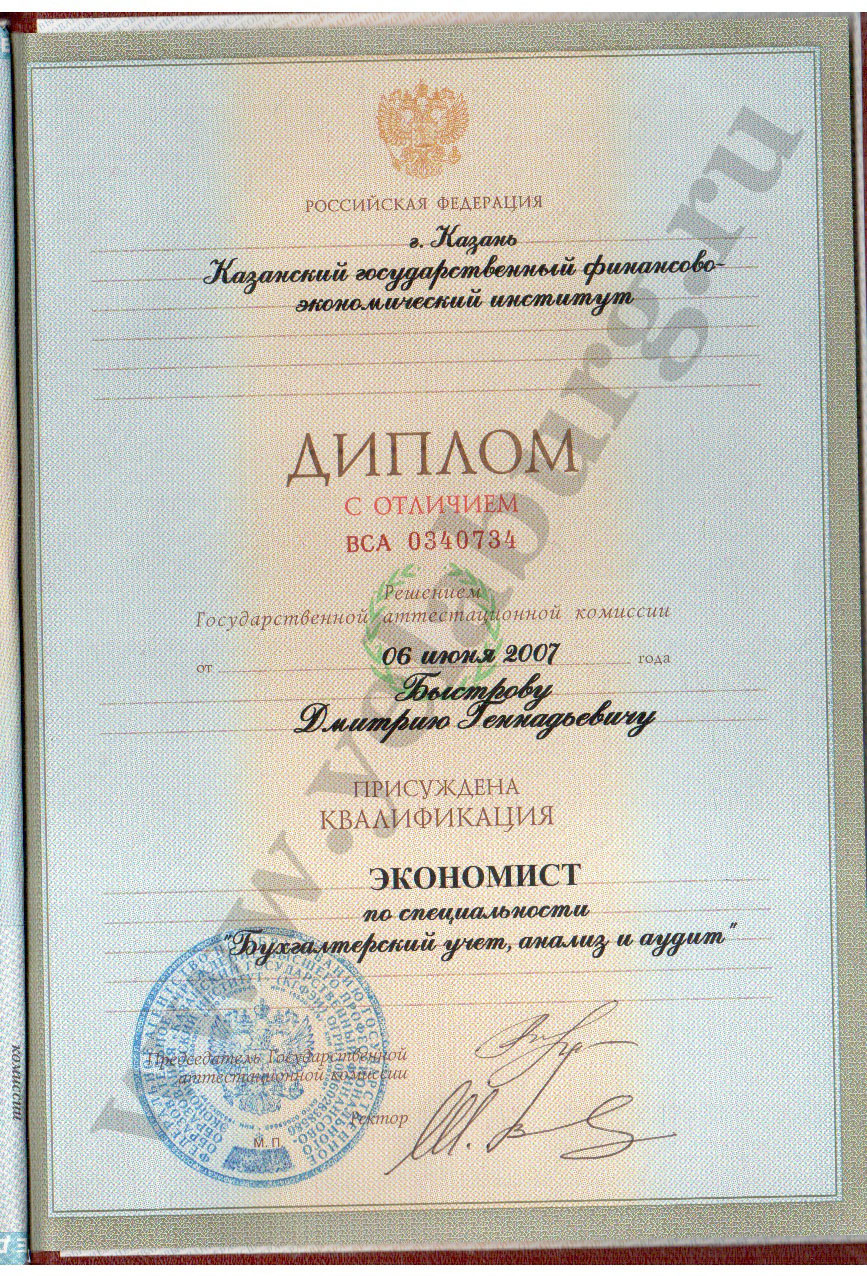 РОССИЙСКАЯ ФЕДЕРАЦИЯ
г. Казань
Казанский государственный финансово-
экономический институт
ДИПЛОМ
С ОТЛИЧИЕМ
ВСА 0340734
Решением
Государственной аттестационной комиссии
от 06 июня 2007 года
Быстрову
Дмитрию Геннадьевичу
ПРИСУЖДЕНА
КВАЛИФИКАЦИЯ
ЭКОНОМИСТ
по специальности
"Бухгалтерский учет, анализ и аудит"
Председатель Государственной
аттестационной комиссии
Ректор
М. П.
комиссии
www.yelaburg.ru